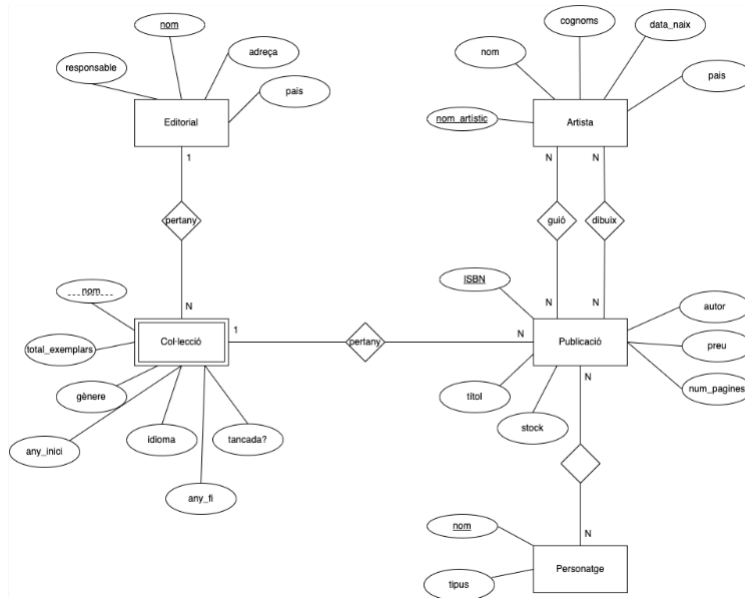 nom
responsable
adreça
pais
Editorial
1
pertany
N
nom
total_exemplars
gènere
any_inici
idioma
any_fi
tancada?
Col·lecció
1
pertany
N
cognoms
data_naix
nom
pais
nom_artístic
Artista
N
N
guió
dibuix
N
N
ISBN
autor
Publicació
preu
títol
num_pagines
stock
N
N
nom
Personatge
tipus